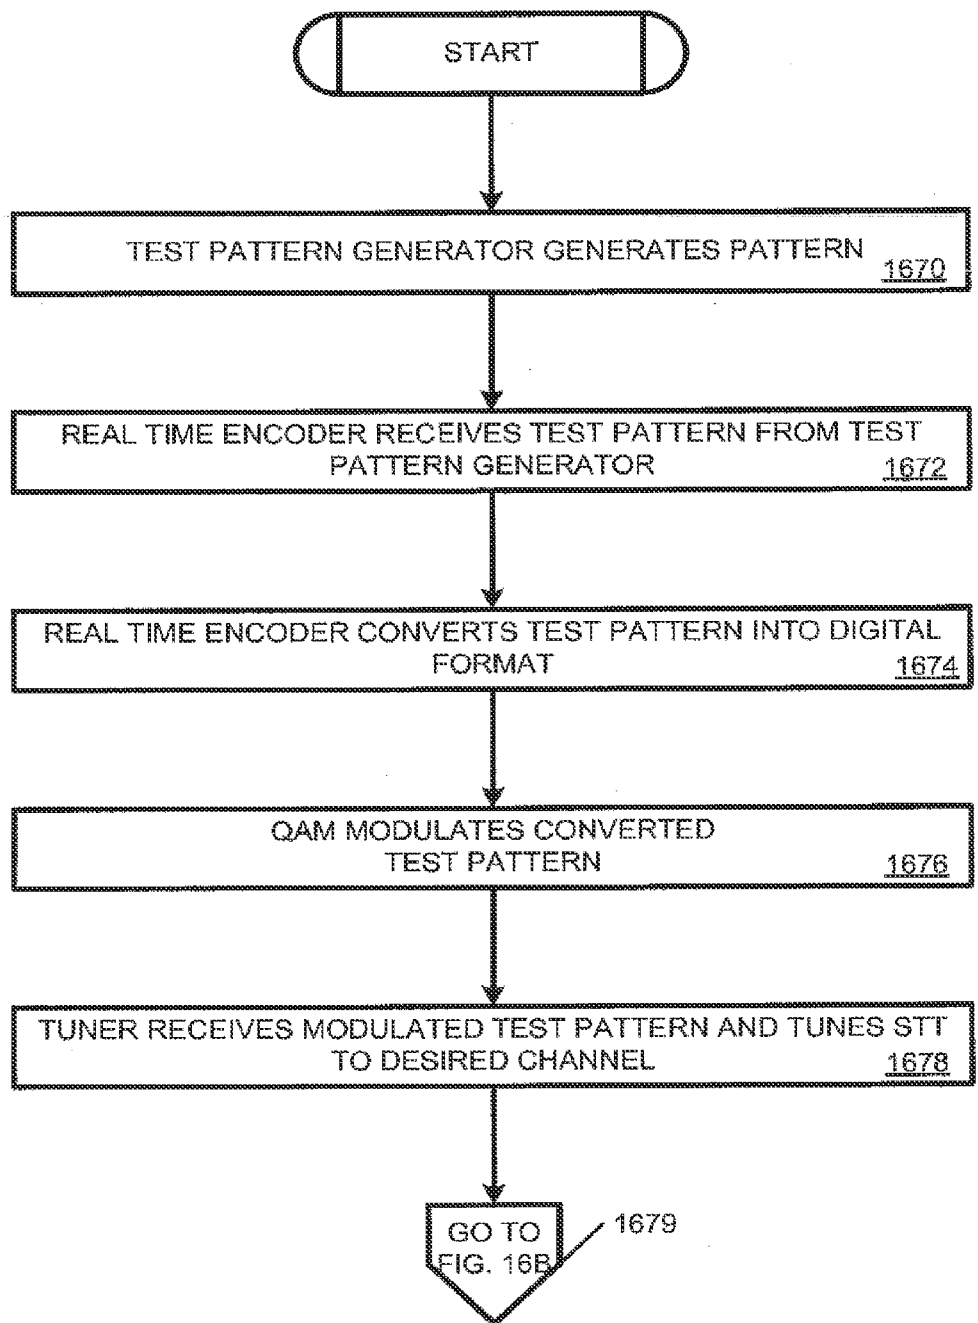 START
TEST PATTERN GENERATOR GENERATES PATTERN
1670
REAL TIME ENCODER RECEIVES TEST PATTERN FROM TEST
PATTERN GENERATOR
1672
REAL TIME ENCODER CONVERTS TEST PATTERN INTO DIGITAL
FORMAT
1674
QAM MODULATES CONVERTED
TEST PATTERN
1676
TUNER RECEIVES MODULATED TEST PATTERN AND TUNES STT
TO DESIRED CHANNEL
1678
GO TO
FIG. 16B
1679